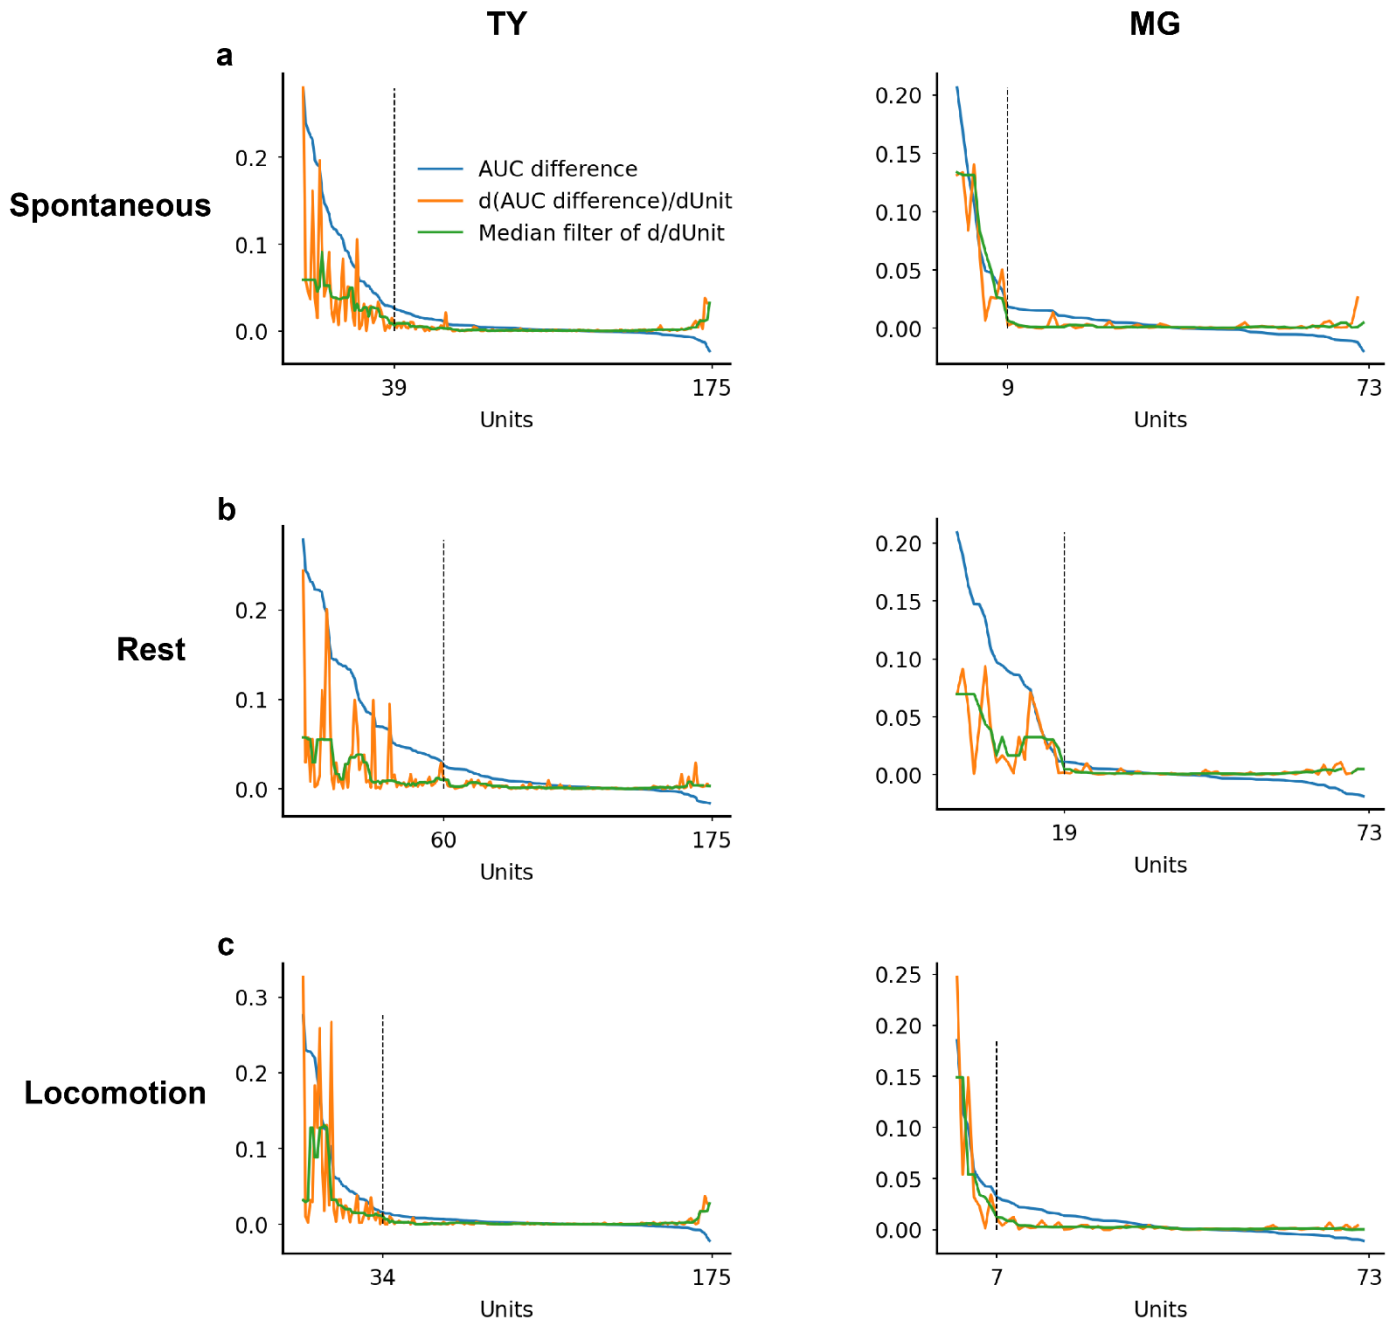 TY
MG
a
Spontaneous
0.2
0.1
0.0
AUC difference
d(AUC difference)/dUnit
Median filter of d/dUnit
39
175
Units
0.20
0.15
0.10
0.05
0.00
9
73
Units
b
Rest
0.2
0.1
0.0
60
175
Units
0.20
0.15
0.10
0.05
0.00
19
73
Units
c
Locomotion
0.3
0.2
0.1
0.0
34
175
Units
0.25
0.20
0.15
0.10
0.05
0.00
7
73
Units